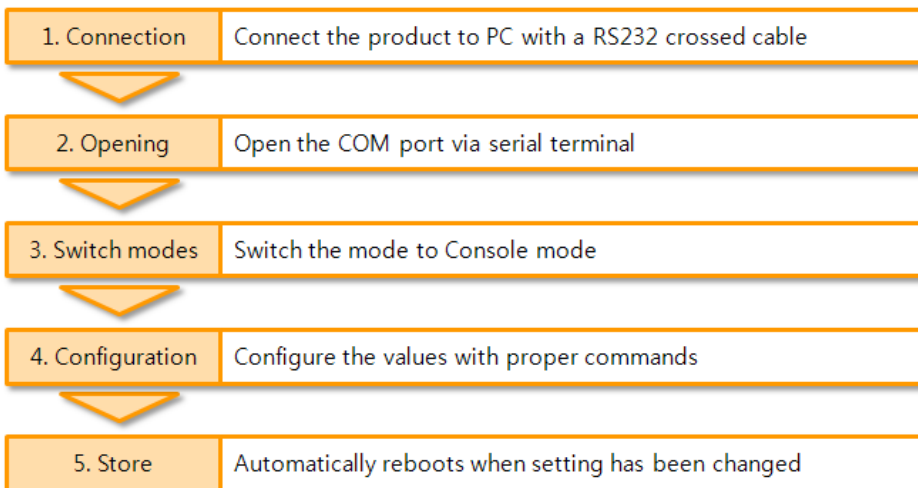 1. Connection Connect the product to PC with a RS232 crossed cable
2. Opening Open the COM port via serial terminal
3. Switch modes Switch the mode to Console mode
4. Configuration Configure the values with proper commands
5. Store Automatically reboots when setting has been changed